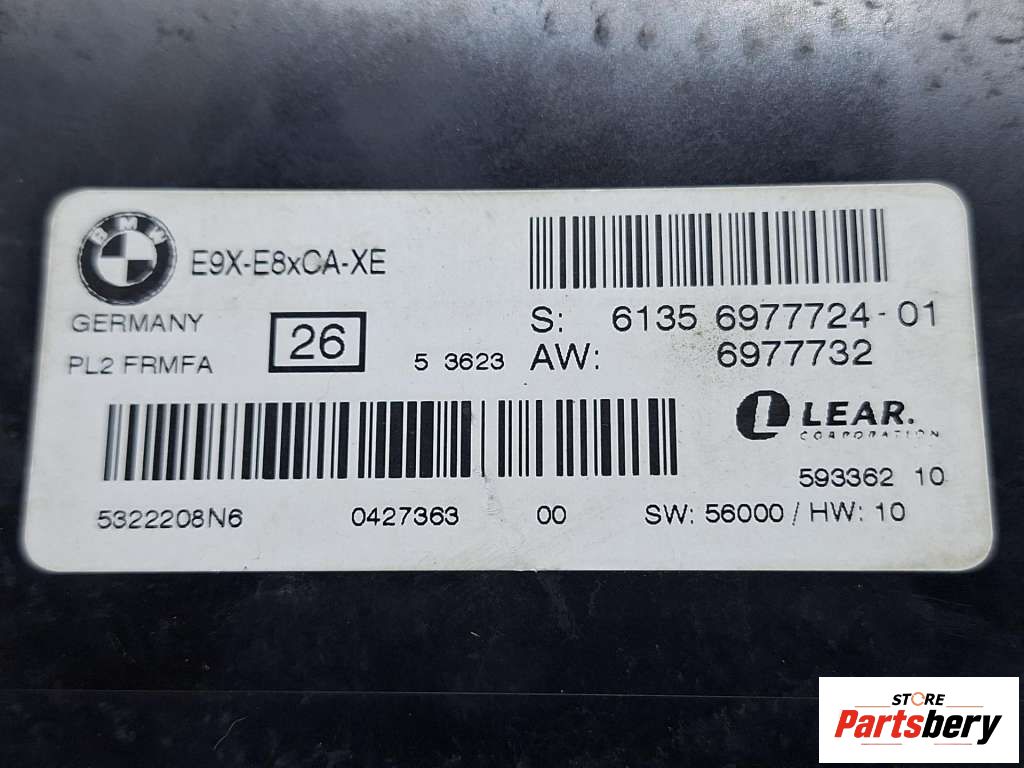 BMW
E9X-E8xCA-XE
GERMANY
PL2 FRMFA
26
5 3623
S: 6135 6977724-01
AW: 6977732
LEAR.
CORPORATION
593362 10
5322208N6 0427363 00 SW: 56000 / HW: 10
STORE
Partsbery